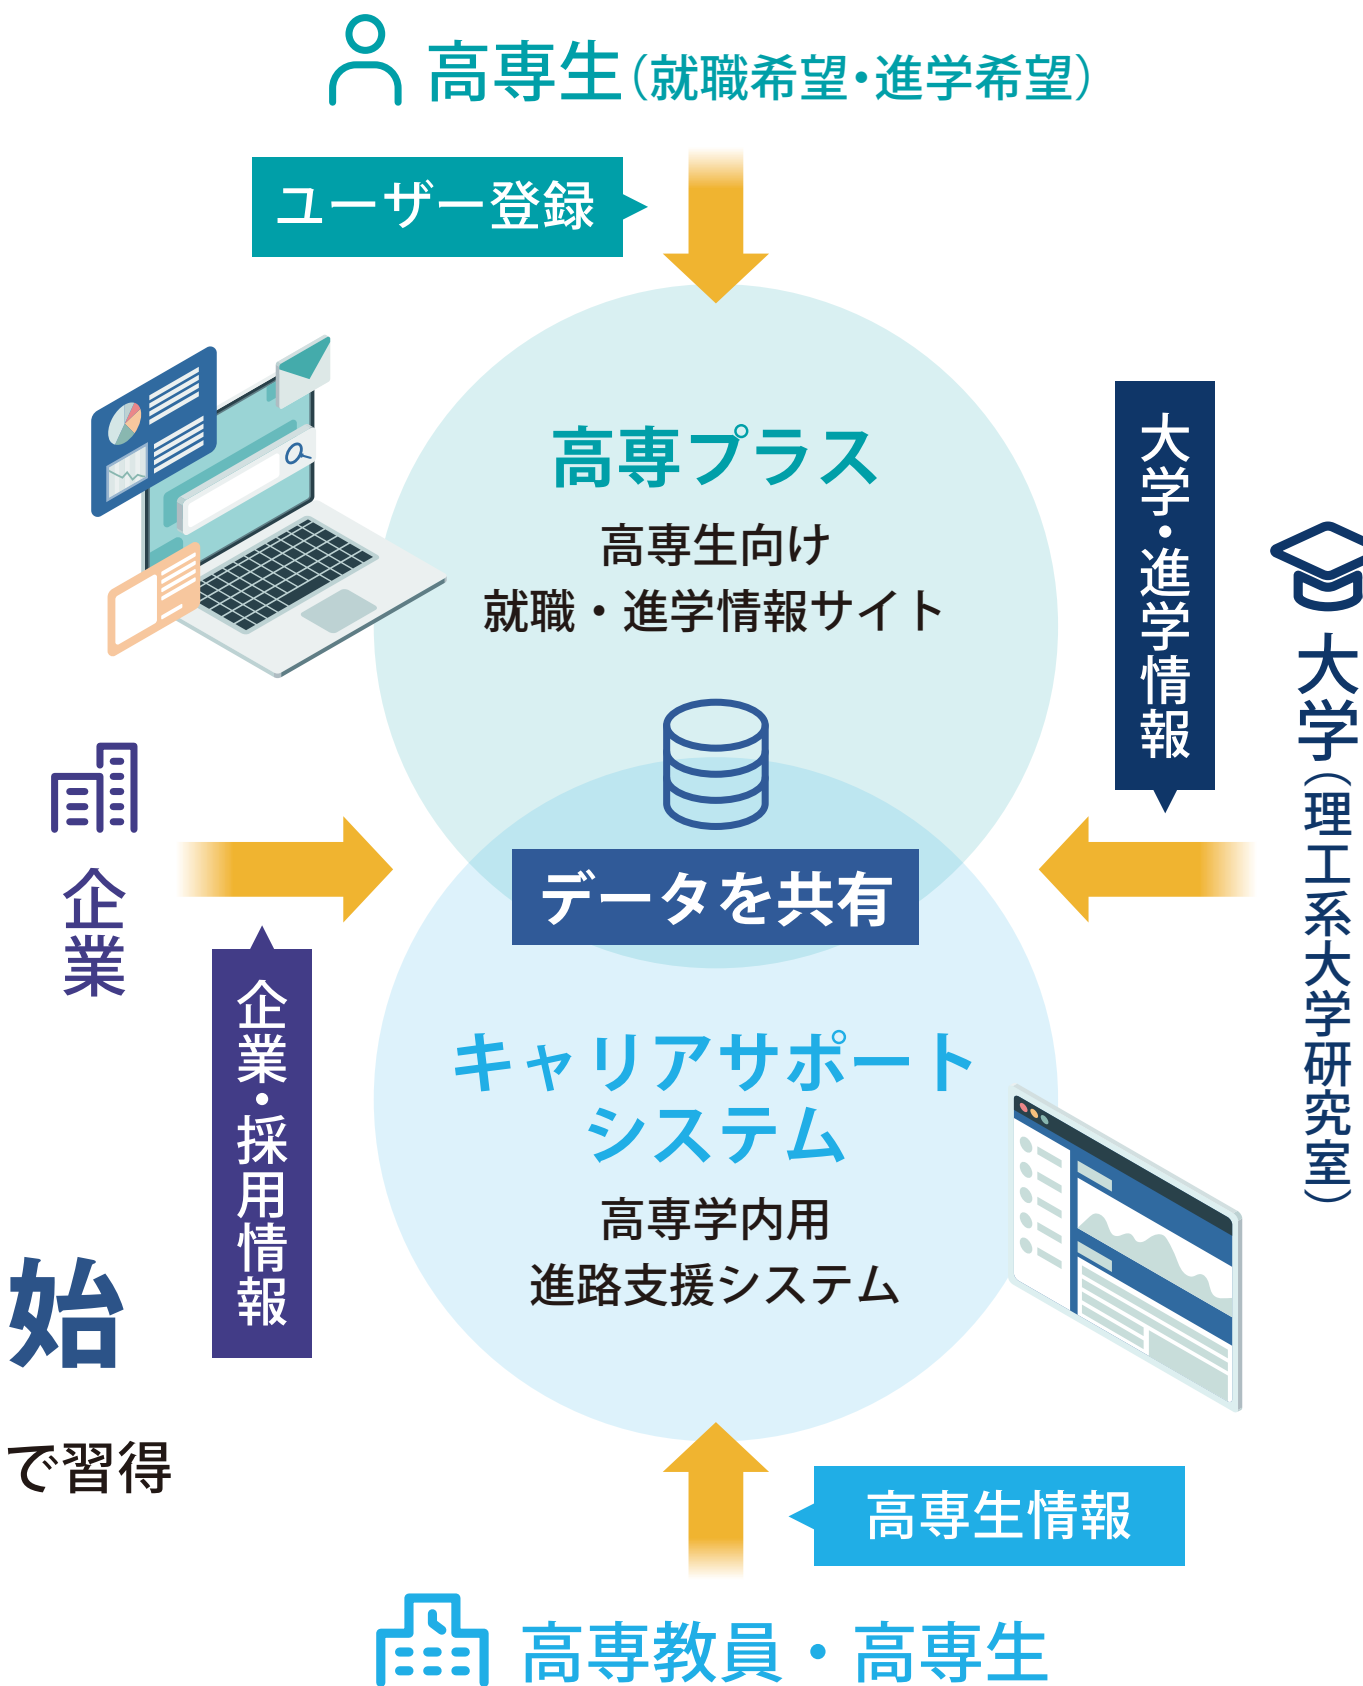 高専生（就職希望・進学希望）
ユーザー登録
高専プラス
高専生向け
就職・進学情報サイト
大学・進学情報
大学（理工系大学研究室）
企業
データを共有
企業・採用情報
キャリアサポート
システム
高専学内用
進路支援システム
始
で習得
高専生情報
高専教員・高専生